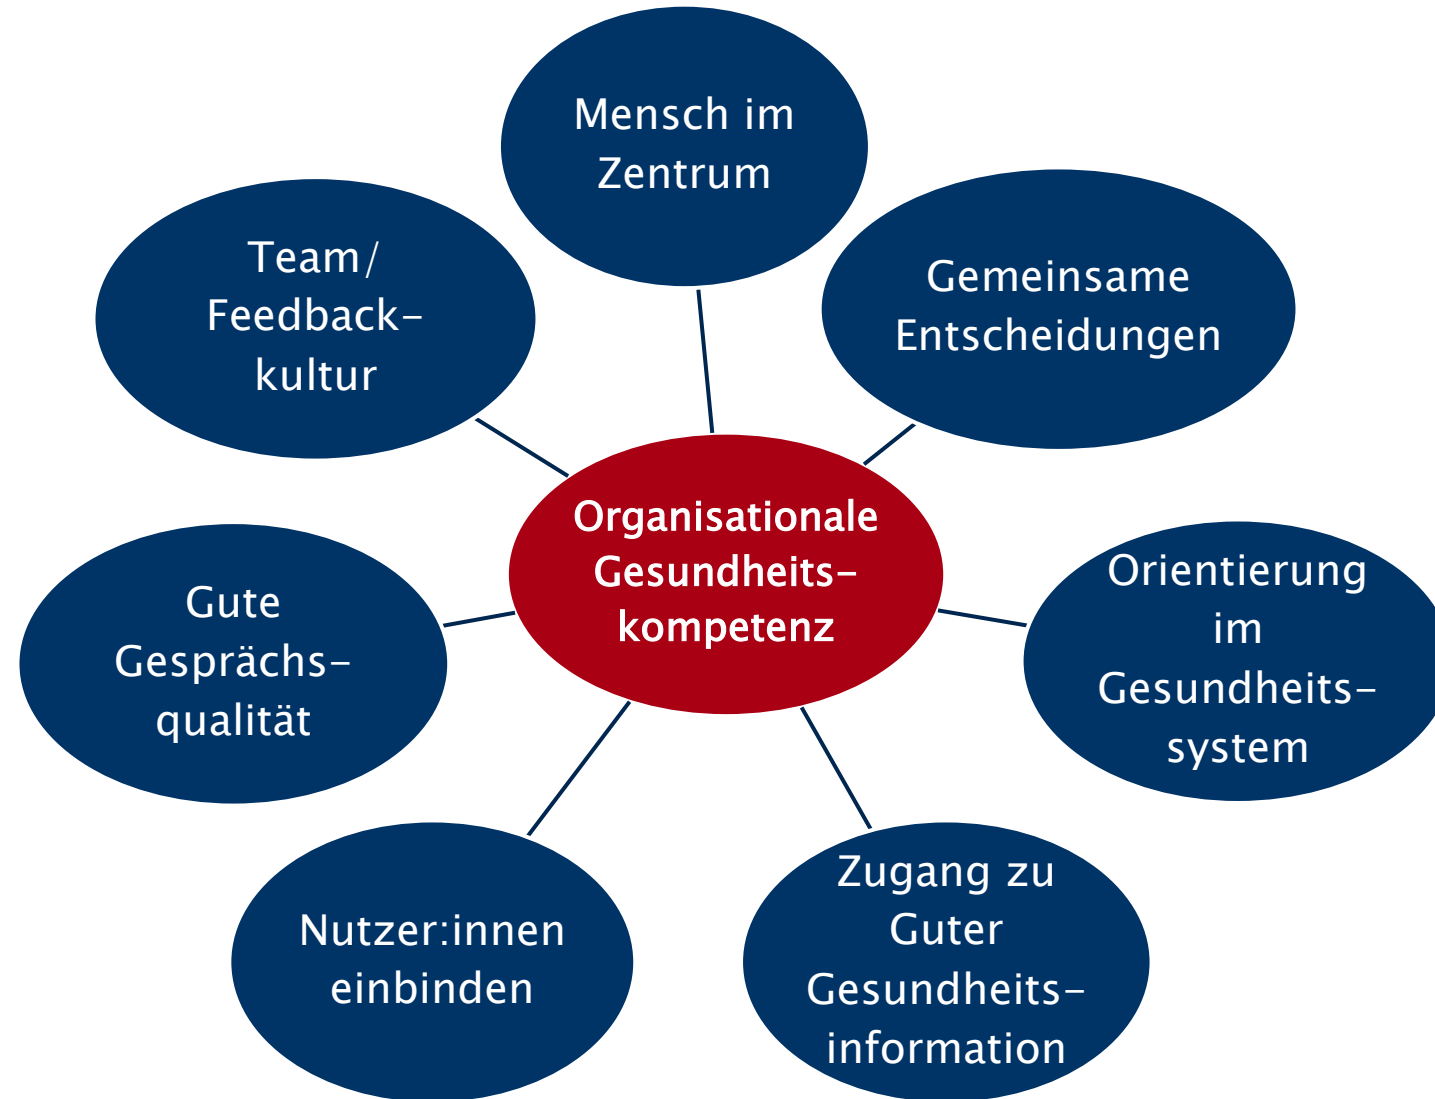 Mensch im
Zentrum
Team/
Feedback-
kultur
Gemeinsame
Entscheidungen
Organisationale
Gesundheits-
kompetenz
Orientierung
im
Gesundheits-
system
Gute
Gesprächs-
qualität
Nutzer:innen
einbinden
Zugang zu
Guter
Gesundheits-
information